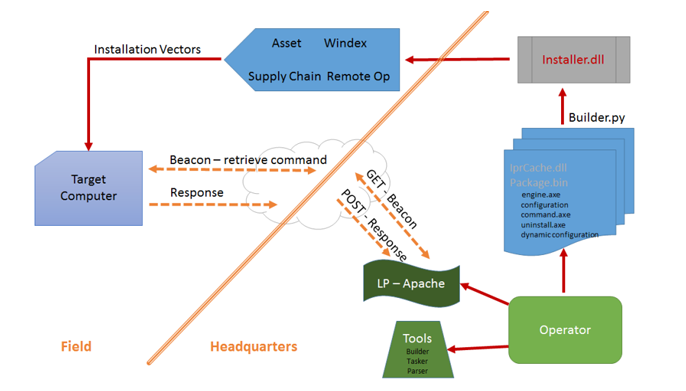 Asset Windex
Supply Chain Remote Op
Installation Vectors
Installer.dll
Builder.py
IprCache.dll
Package.bin
engine.axe
configuration
command.axe
uninstall.axe
dynamicconfiguration
Target
Computer
Beacon – retrieve command
Response
GET - Beacon
POST - Response
LP – Apache
Operator
Tools
Builder
Tasker
Parser
Field
Headquarters